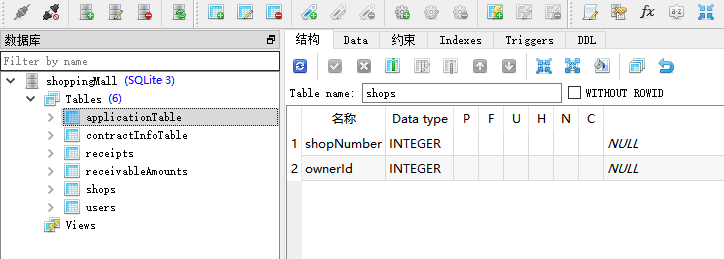 数据库
Filter by name
shoppingMall (SQLite 3)
Tables (6)
applicationTable
contractInfoTable
receipts
receivableAmounts
shops
users
Views
结构 Data 约束 Indexes Triggers DDL
Table name: shops WITHOUT ROWID
名称 Data type P F U H N C
1 shopNumber INTEGER NULL
2 ownerId INTEGER NULL